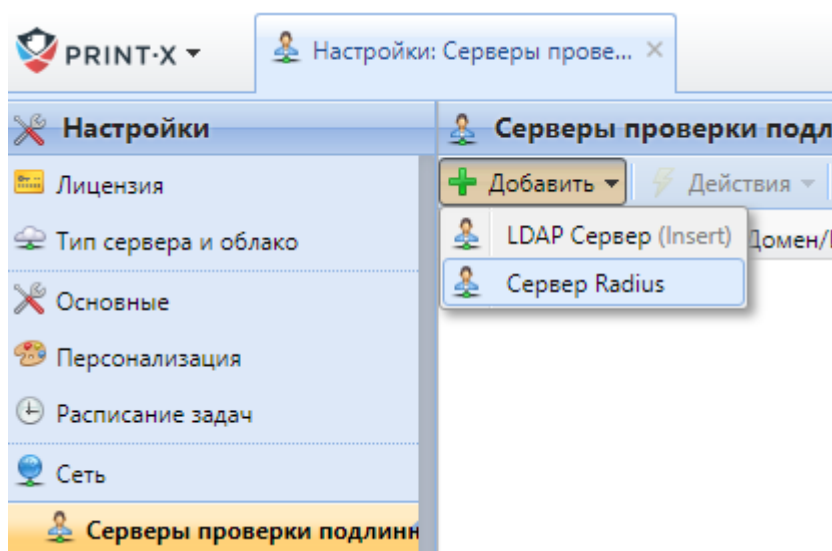 PRINT·X
Настройки: Серверы прове...
Настройки
Серверы проверки подл
Лицензия
Добавить
Действия
Тип сервера и облако
LDAP Сервер (Insert)
Домен/
Основные
Сервер Radius
Персонализация
Расписание задач
Сеть
Серверы проверки подлинн